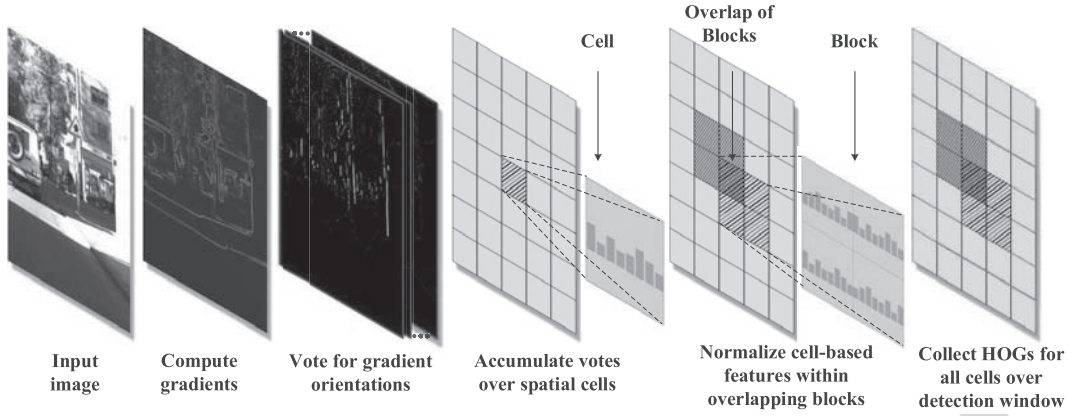 Overlap of
Blocks
Cell
Block
Input
image
Compute
gradients
Vote for gradient
orientations
Accumulate votes
over spatial cells
Normalize cell-based
features within
overlapping blocks
Collect HOGs for
all cells over
detection window